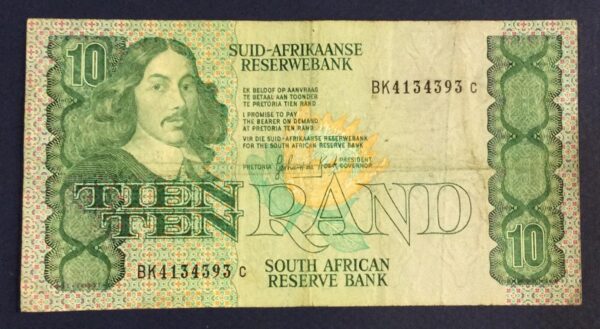 10
SUID-AFRIKAANSE
RESERWEBANK
BK4134393 C
EK BELOOF OP AANVRAAG
TE BETAAL AAN TOONDER
TE PRETORIA TIEN RAND
I PROMISE TO PAY
THE BEARER ON DEMAND
AT PRETORIA TEN RAND
VIR DIE SUID-AFRIKAANSE RESERWEBANK
FOR THE SOUTH AFRICAN RESERVE BANK
PRETORIA
PRESIDENT
GOVERNOR
TIEN
TEN
RAND
10
BK4134393 C
SOUTH AFRICAN
RESERVE BANK